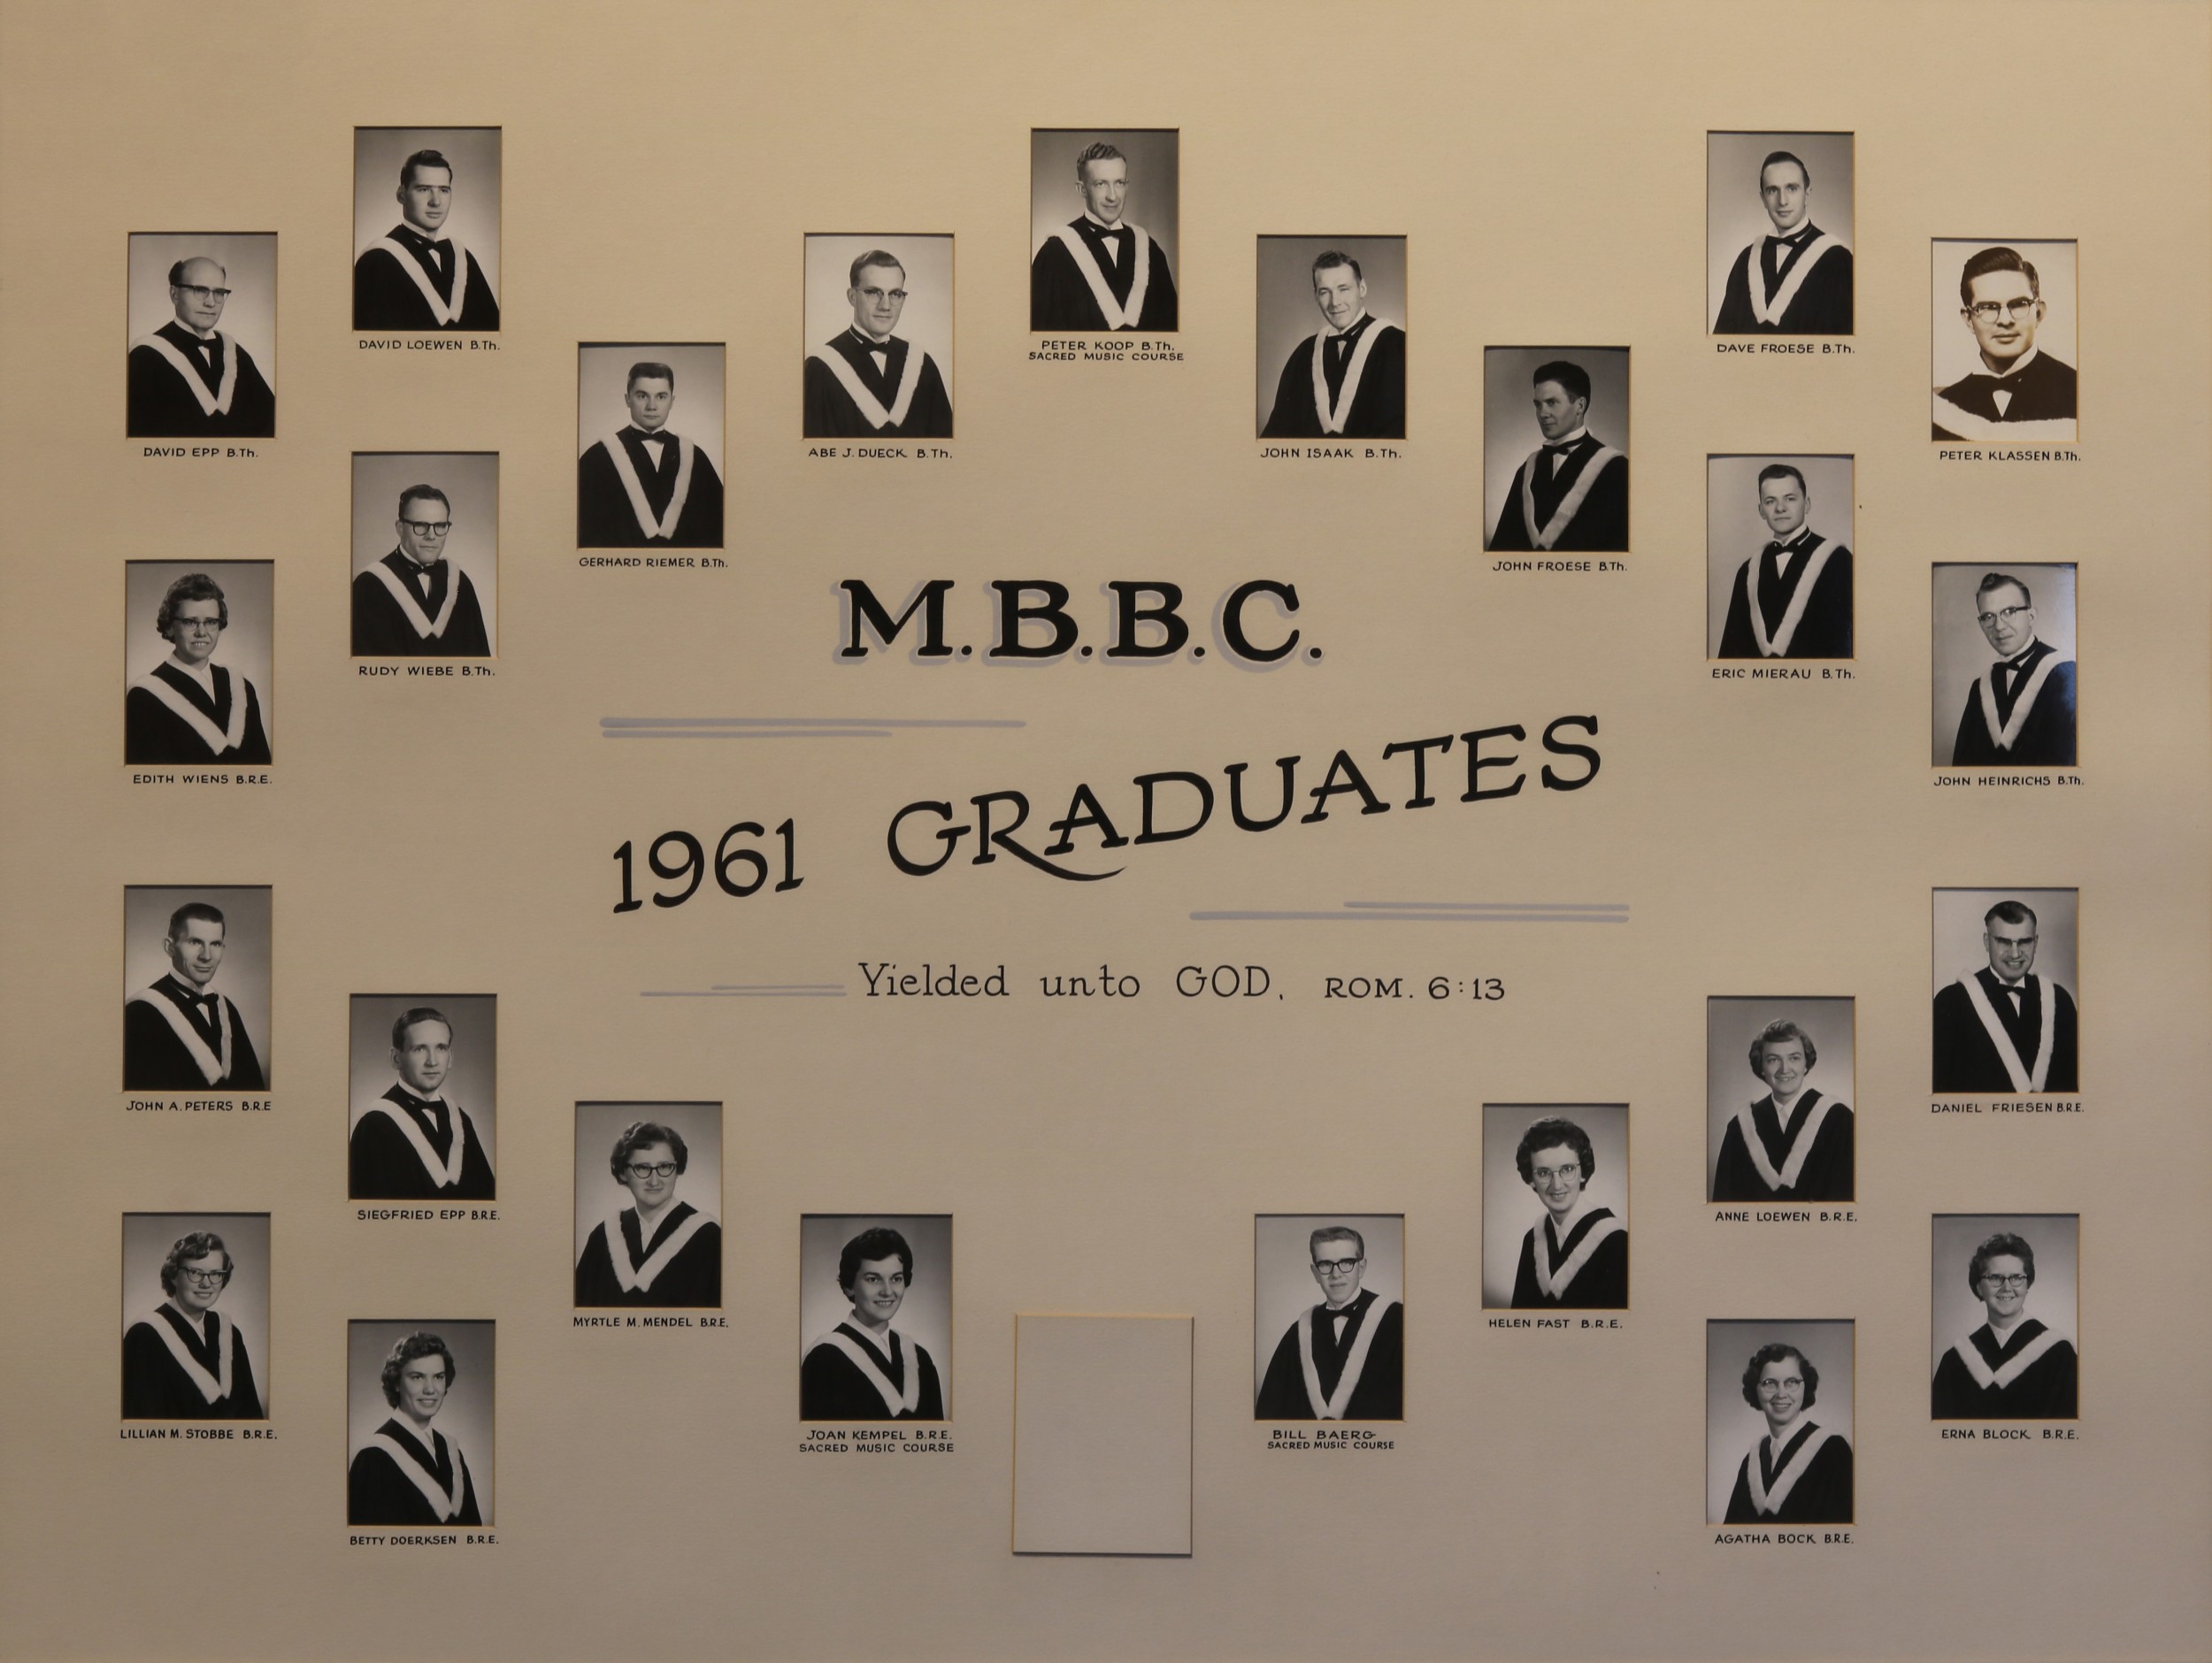 DAVID LOEWEN B.Th.
PETER KOOP B.Th.
SACRED MUSIC COURSE
DAVE FROESE B.Th.
DAVID EPP B.Th.
ABE J. DUECK B.Th.
JOHN ISAAK B.Th.
PETER KLASSEN B.Th.
GERHARD RIEMER B.Th.
JOHN FROESE B.Th.
RUDY WIEBE B.Th.
ERIC MIERAU B.Th.
M.B.B.C.
EDITH WIENS B.R.E.
JOHN HEINRICHS B.Th.
1961 GRADUATES
Yielded unto GOD, ROM. 6:13
JOHN A. PETERS B.R.E
DANIEL FRIESEN B.R.E.
SIEGFRIED EPP B.R.E.
ANNE LOEWEN B.R.E.
MYRTLE M. MENDEL B.R.E.
HELEN FAST B.R.E.
LILLIAN M. STOBBE B.R.E.
JOAN KEMPEL B.R.E.
SACRED MUSIC COURSE
BILL BAERG
SACRED MUSIC COURSE
ERNA BLOCK B.R.E.
BETTY DOERKSEN B.R.E.
AGATHA BOCK B.R.E.